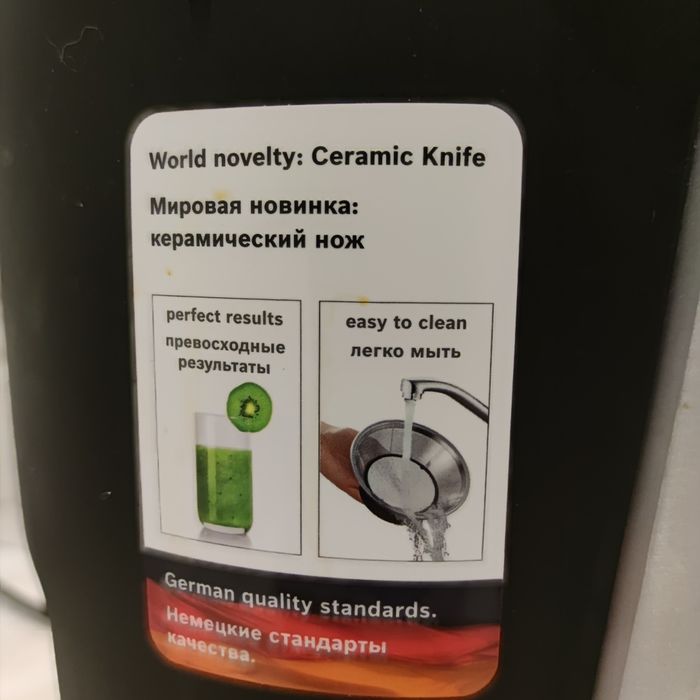 World novelty: Ceramic Knife
Мировая новинка:
керамический нож
perfect results
превосходные
результаты
easy to clean
легко мыть
German quality standards.
Немецкие стандарты
качества.